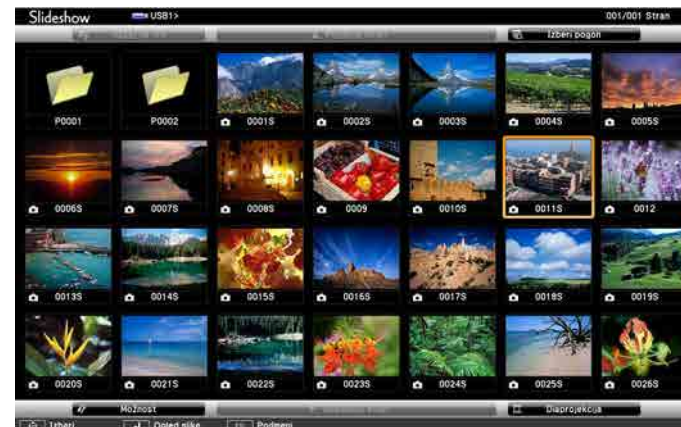 Slideshow USB1> 001/001 Stran
Izberi pogon
P0001 P0002 0001S 0002S 0003S 0004S 0005S
0006S 0007S 0008S 0009 0010S 0011S 0012
0013S 0014S 0015S 0016S 0017S 0018S 0019S
0020S 0021S 0022S 0023S 0024S 0025S 0026S
Možnost Diaprojekcija
Izberi Ogled slike Podmeni